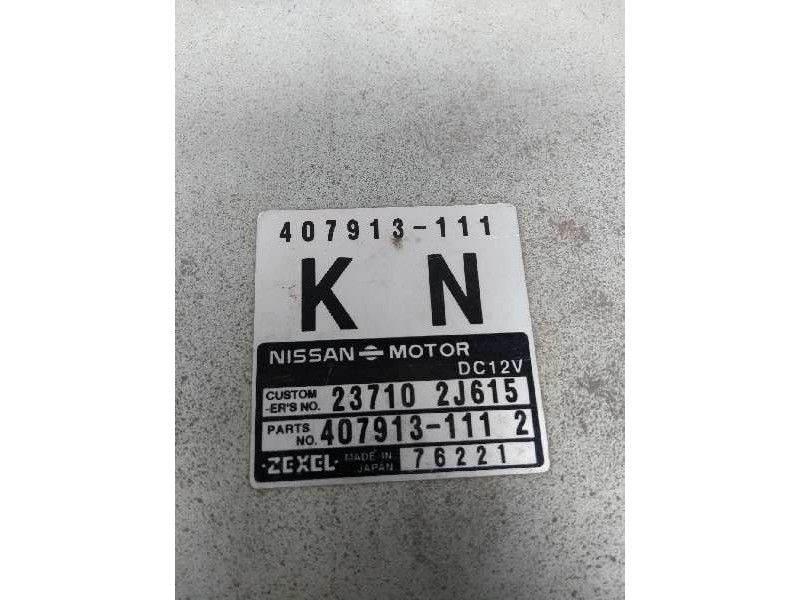 407913-111
K N
NISSAN MOTOR
DC12V
CUSTOM
-ER'S NO. 23710 2J615
PARTS
NO. 407913-111 2
·ZEXEL· MADE IN
JAPAN 76221